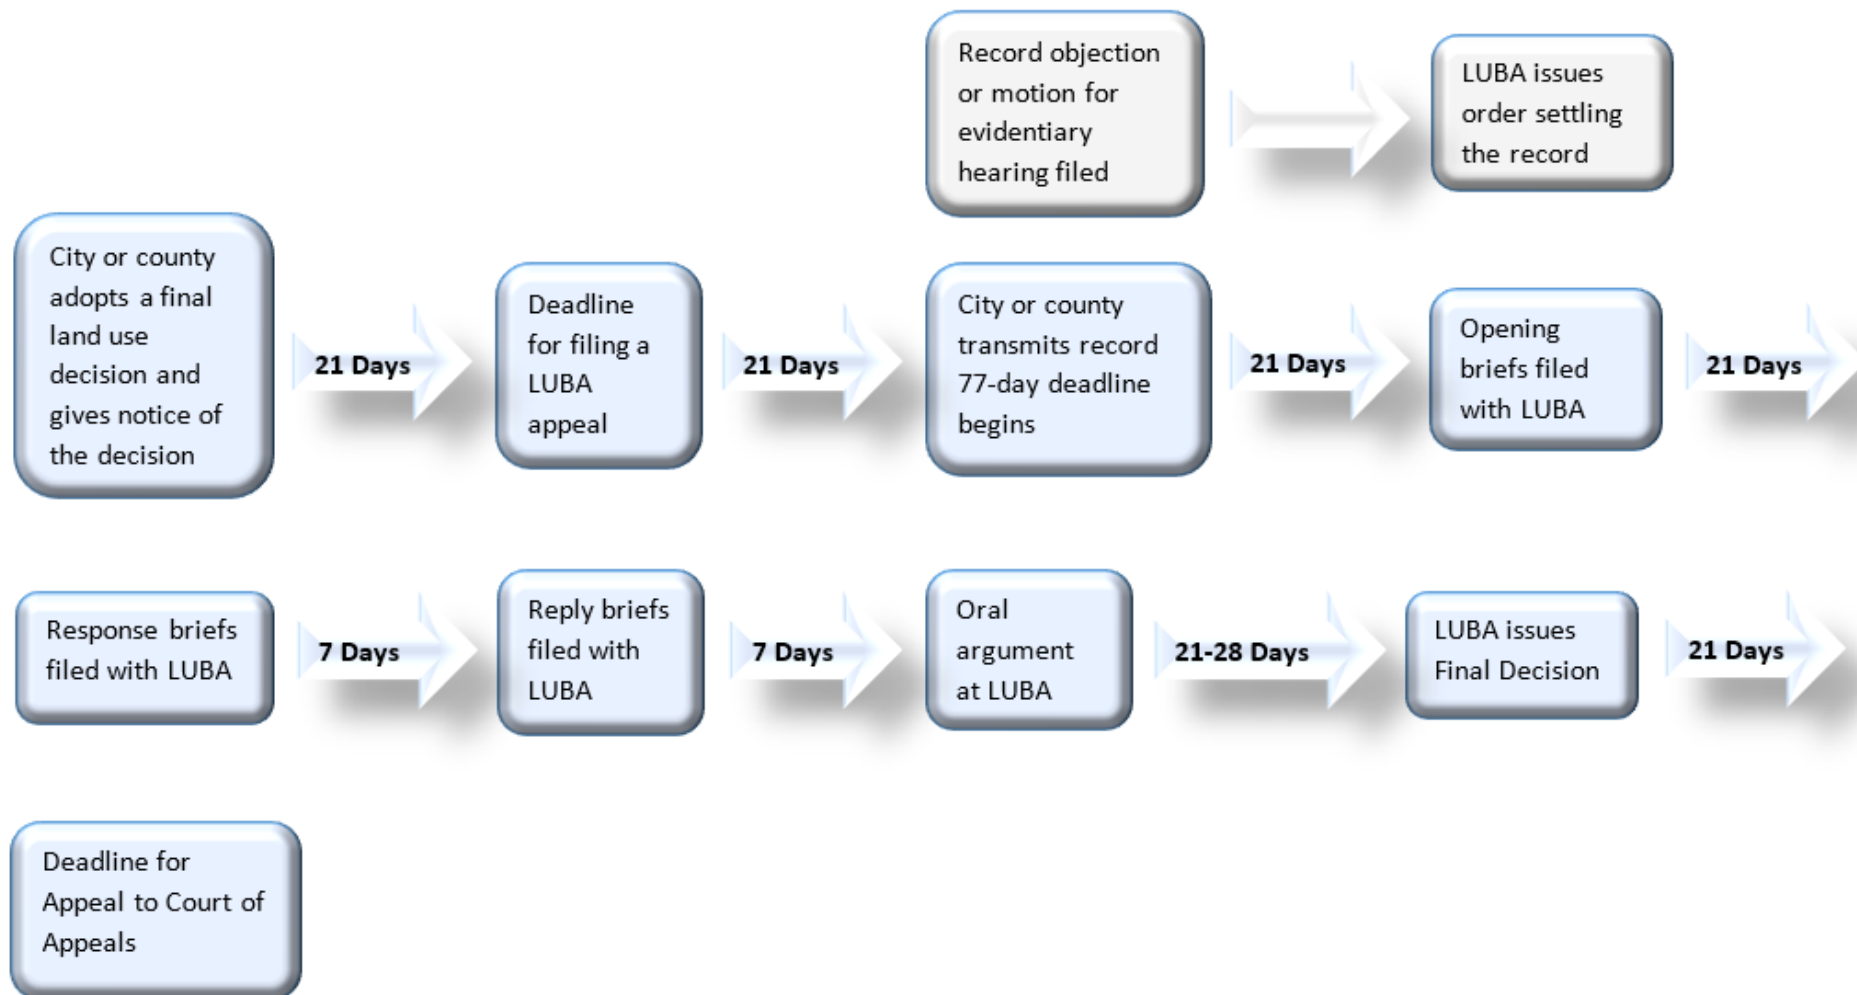 Record objection
or motion for
evidentiary
hearing filed
LUBA issues
order settling
the record
City or county
adopts a final
land use
decision and
gives notice of
the decision
21 Days
Deadline
for filing a
LUBA
appeal
21 Days
City or county
transmits record
77-day deadline
begins
21 Days
Opening
briefs filed
with LUBA
21 Days
Response briefs
filed with LUBA
7 Days
Reply briefs
filed with
LUBA
7 Days
Oral
argument
at LUBA
21-28 Days
LUBA issues
Final Decision
21 Days
Deadline for
Appeal to Court of
Appeals